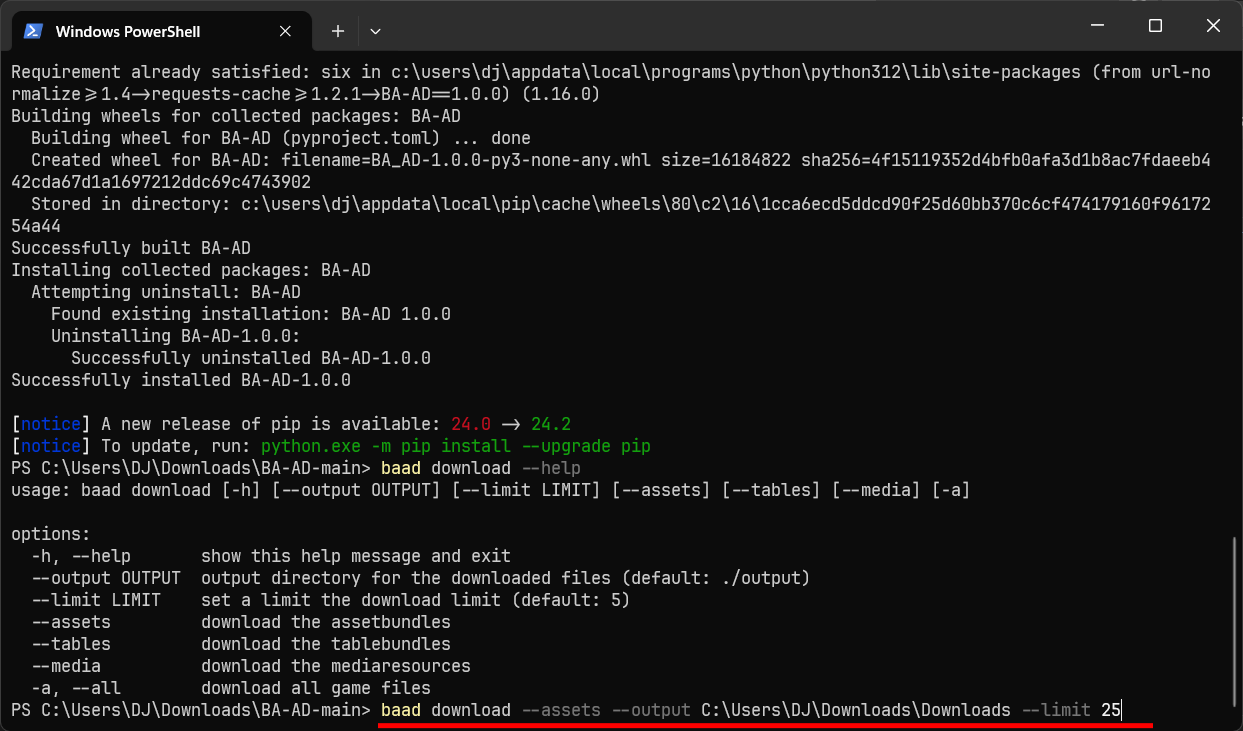 Windows PowerShell
Requirement already satisfied: six in c:\users\dj\appdata\local\programs\python\python312\lib\site-packages (from url-no
rmalize>=1.4->requests-cache>=1.2.1->BA-AD==1.0.0) (1.16.0)
Building wheels for collected packages: BA-AD
  Building wheel for BA-AD (pyproject.toml) ... done
  Created wheel for BA-AD: filename=BA_AD-1.0.0-py3-none-any.whl size=16184822 sha256=4f15119352d4bfb0afa3d1b8ac7fdaeeb4
42cda67d1a1697212ddc69c4743902
  Stored in directory: c:\users\dj\appdata\local\pip\cache\wheels\80\c2\16\1cca6ecd5ddcd90f25d60bb370c6cf474179160f96172
54a44
Successfully built BA-AD
Installing collected packages: BA-AD
  Attempting uninstall: BA-AD
    Found existing installation: BA-AD 1.0.0
    Uninstalling BA-AD-1.0.0:
      Successfully uninstalled BA-AD-1.0.0
Successfully installed BA-AD-1.0.0
[notice] A new release of pip is available: 24.0 -> 24.2
[notice] To update, run: python.exe -m pip install --upgrade pip
PS C:\Users\DJ\Downloads\BA-AD-main> baad download --help
usage: baad download [-h] [--output OUTPUT] [--limit LIMIT] [--assets] [--tables] [--media] [-a]
options:
  -h, --help       show this help message and exit
  --output OUTPUT  output directory for the downloaded files (default: ./output)
  --limit LIMIT    set a limit the download limit (default: 5)
  --assets         download the assetbundles
  --tables         download the tablebundles
  --media          download the mediaresources
  -a, --all        download all game files
PS C:\Users\DJ\Downloads\BA-AD-main> baad download --assets --output C:\Users\DJ\Downloads\Downloads --limit 25